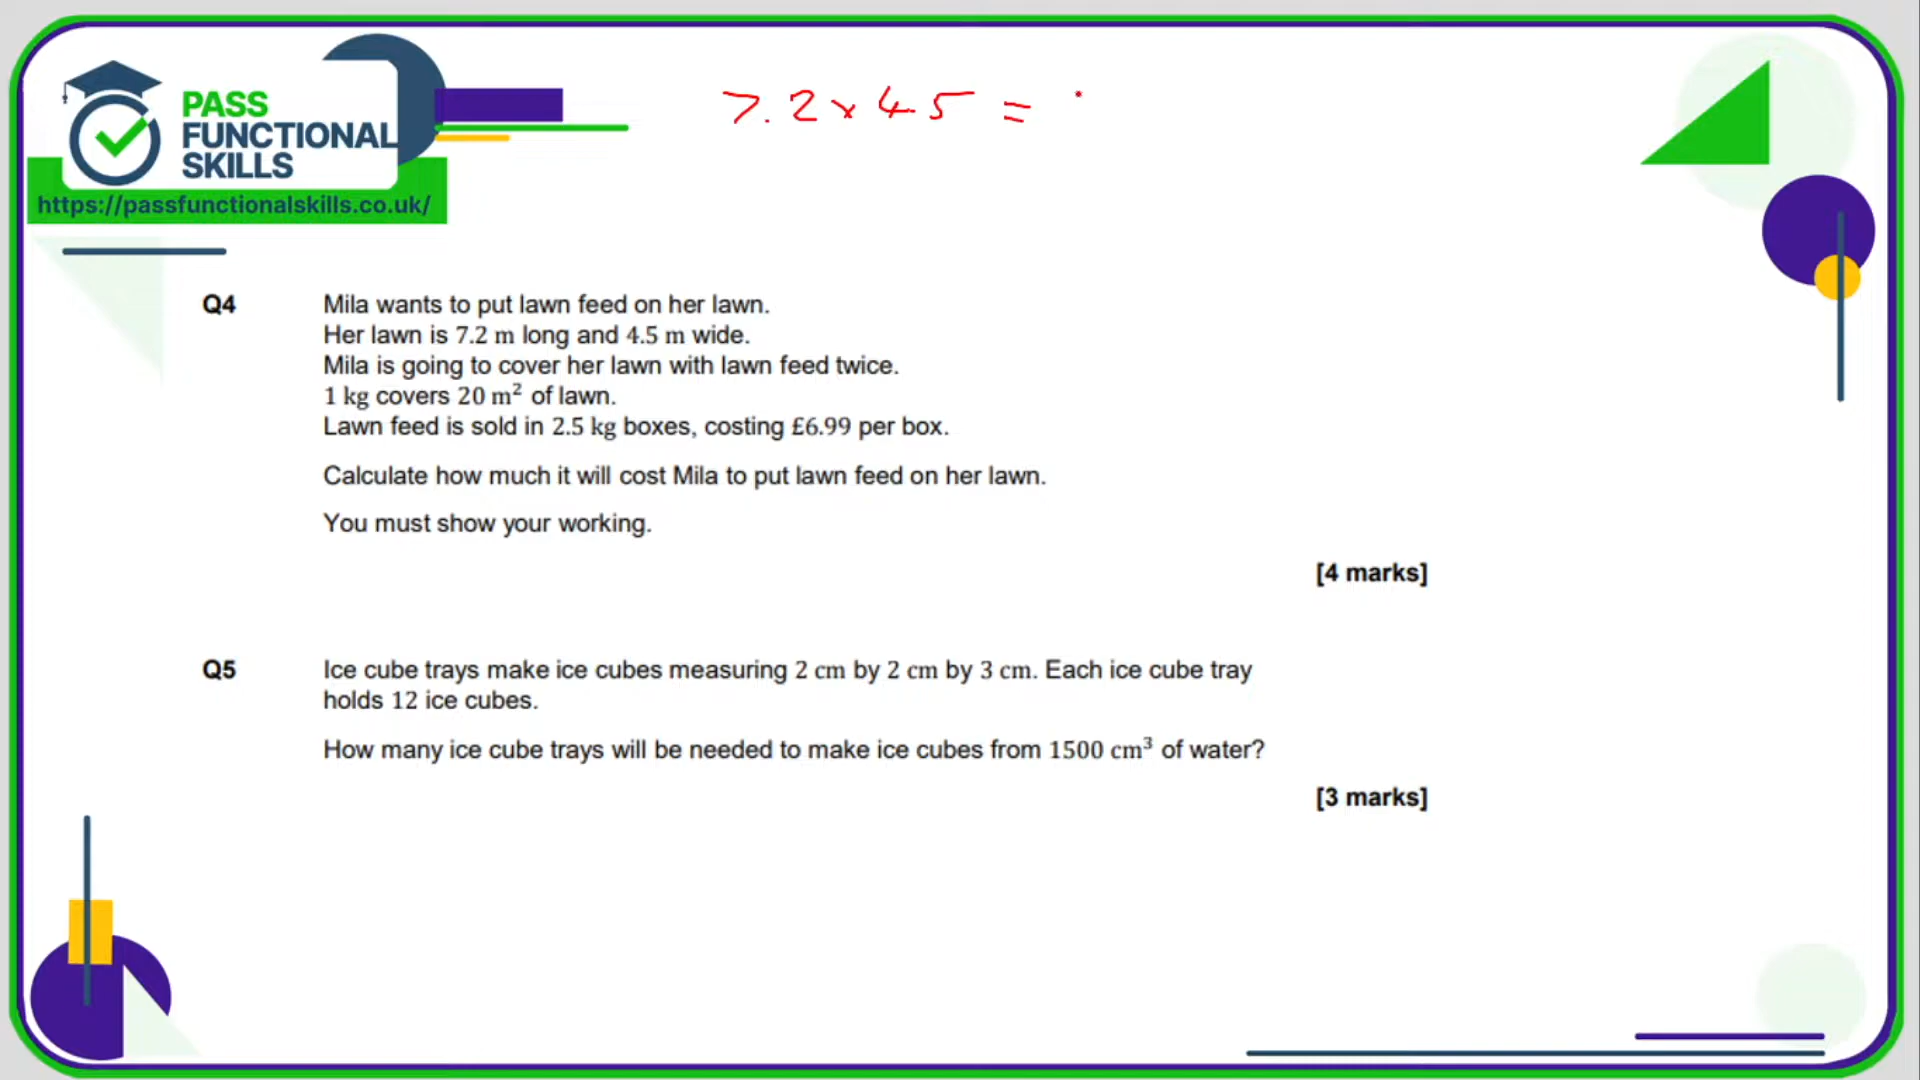 PASS
FUNCTIONAL
SKILLS
https://passfunctionalskills.co.uk/
7.2 x 4.5 =
Q4 Mila wants to put lawn feed on her lawn.
Her lawn is 7.2 m long and 4.5 m wide.
Mila is going to cover her lawn with lawn feed twice.
1 kg covers 20 m² of lawn.
Lawn feed is sold in 2.5 kg boxes, costing £6.99 per box.
Calculate how much it will cost Mila to put lawn feed on her lawn.
You must show your working.
[4 marks]
Q5 Ice cube trays make ice cubes measuring 2 cm by 2 cm by 3 cm. Each ice cube tray
holds 12 ice cubes.
How many ice cube trays will be needed to make ice cubes from 1500 cm³ of water?
[3 marks]